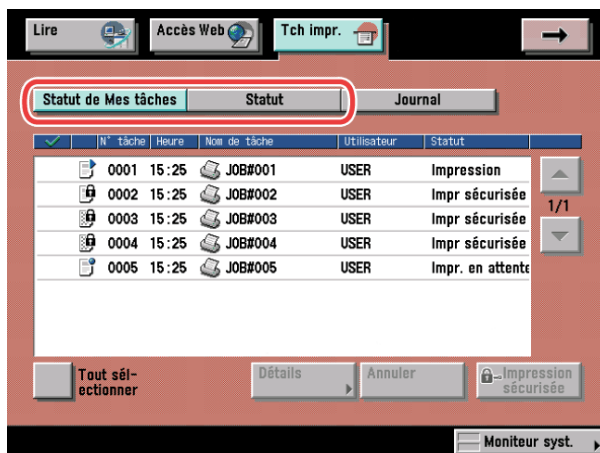 Lire Accès Web Tch impr.
Statut de Mes tâches Statut Journal
N° tâche Heure Nom de tâche Utilisateur Statut
0001 15:25 JOB#001 USER Impression
0002 15:25 JOB#002 USER Impr sécurisée
0003 15:25 JOB#003 USER Impr sécurisée
0004 15:25 JOB#004 USER Impr sécurisée
0005 15:25 JOB#005 USER Impr. en attente
1/1
Tout sél-
ectionner
Détails
Annuler
Impression
sécurisée
Moniteur syst.